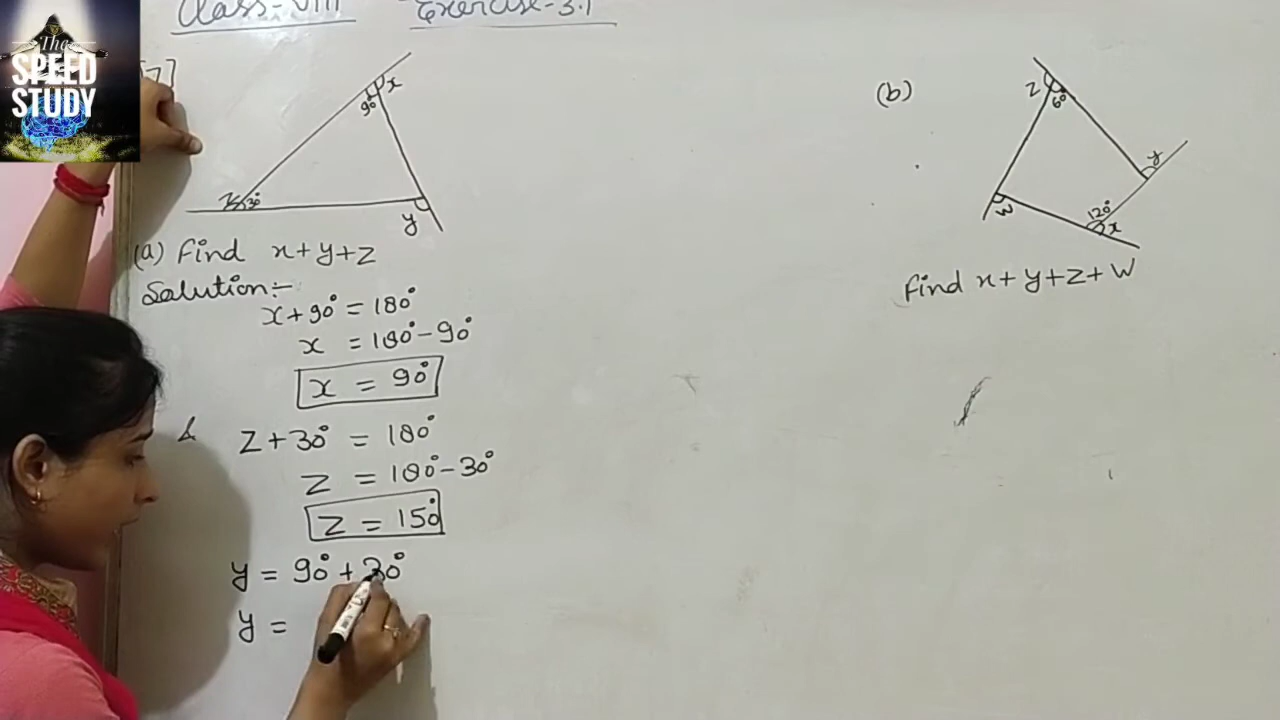 Class-VIII Exercise-3.1
The
SPEED
STUDY
7]
x
90°
z 30°
y
(a) Find x+y+z
Solution:-
x+90° = 180°
x = 180°-90°
x = 90°
& z+30° = 180°
z = 180°-30°
z = 150°
y = 90°+30°
y =
(b)
z
60°
y
120°
w
x
Find x+y+z+w